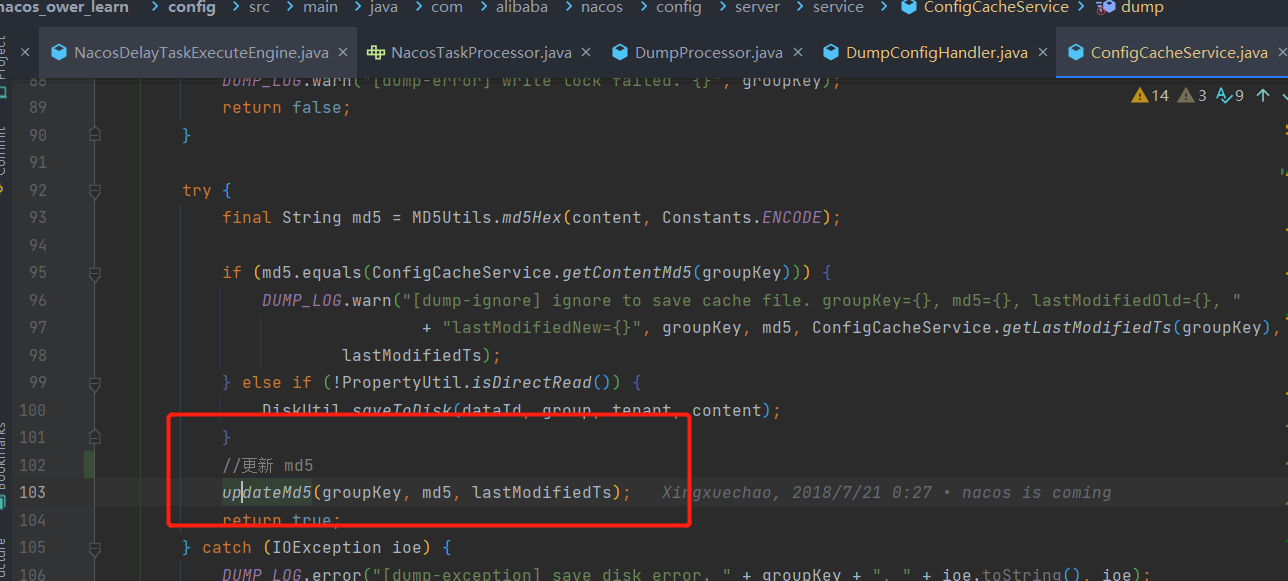 nacos_ower_learn > config > src > main > java > com > alibaba > nacos > config > server > service > ConfigCacheService > dump
NacosDelayTaskExecuteEngine.java × NacosTaskProcessor.java × DumpProcessor.java × DumpConfigHandler.java × ConfigCacheService.java ×
14 3 9
88 DUMP_LOG.warn("[dump-error] write lock failed. {}", groupKey);
89 return false;
90 }
91
92 try {
93 final String md5 = MD5Utils.md5Hex(content, Constants.ENCODE);
94
95 if (md5.equals(ConfigCacheService.getContentMd5(groupKey))) {
96 DUMP_LOG.warn("[dump-ignore] ignore to save cache file. groupKey={}, md5={}, lastModifiedOld={}, "
97 + "lastModifiedNew={}", groupKey, md5, ConfigCacheService.getLastModifiedTs(groupKey),
98 lastModifiedTs);
99 } else if (!PropertyUtil.isDirectRead()) {
100 DiskUtil.saveToDisk(dataId, group, tenant, content);
101 }
102 //更新 md5
103 updateMd5(groupKey, md5, lastModifiedTs); Xingxuechao, 2018/7/21 0:27 • nacos is coming
104 return true;
105 } catch (IOException ioe) {
106 DUMP_LOG.error("[dump-exception] save disk error. " + groupKey + ", " + ioe.toString(), ioe);